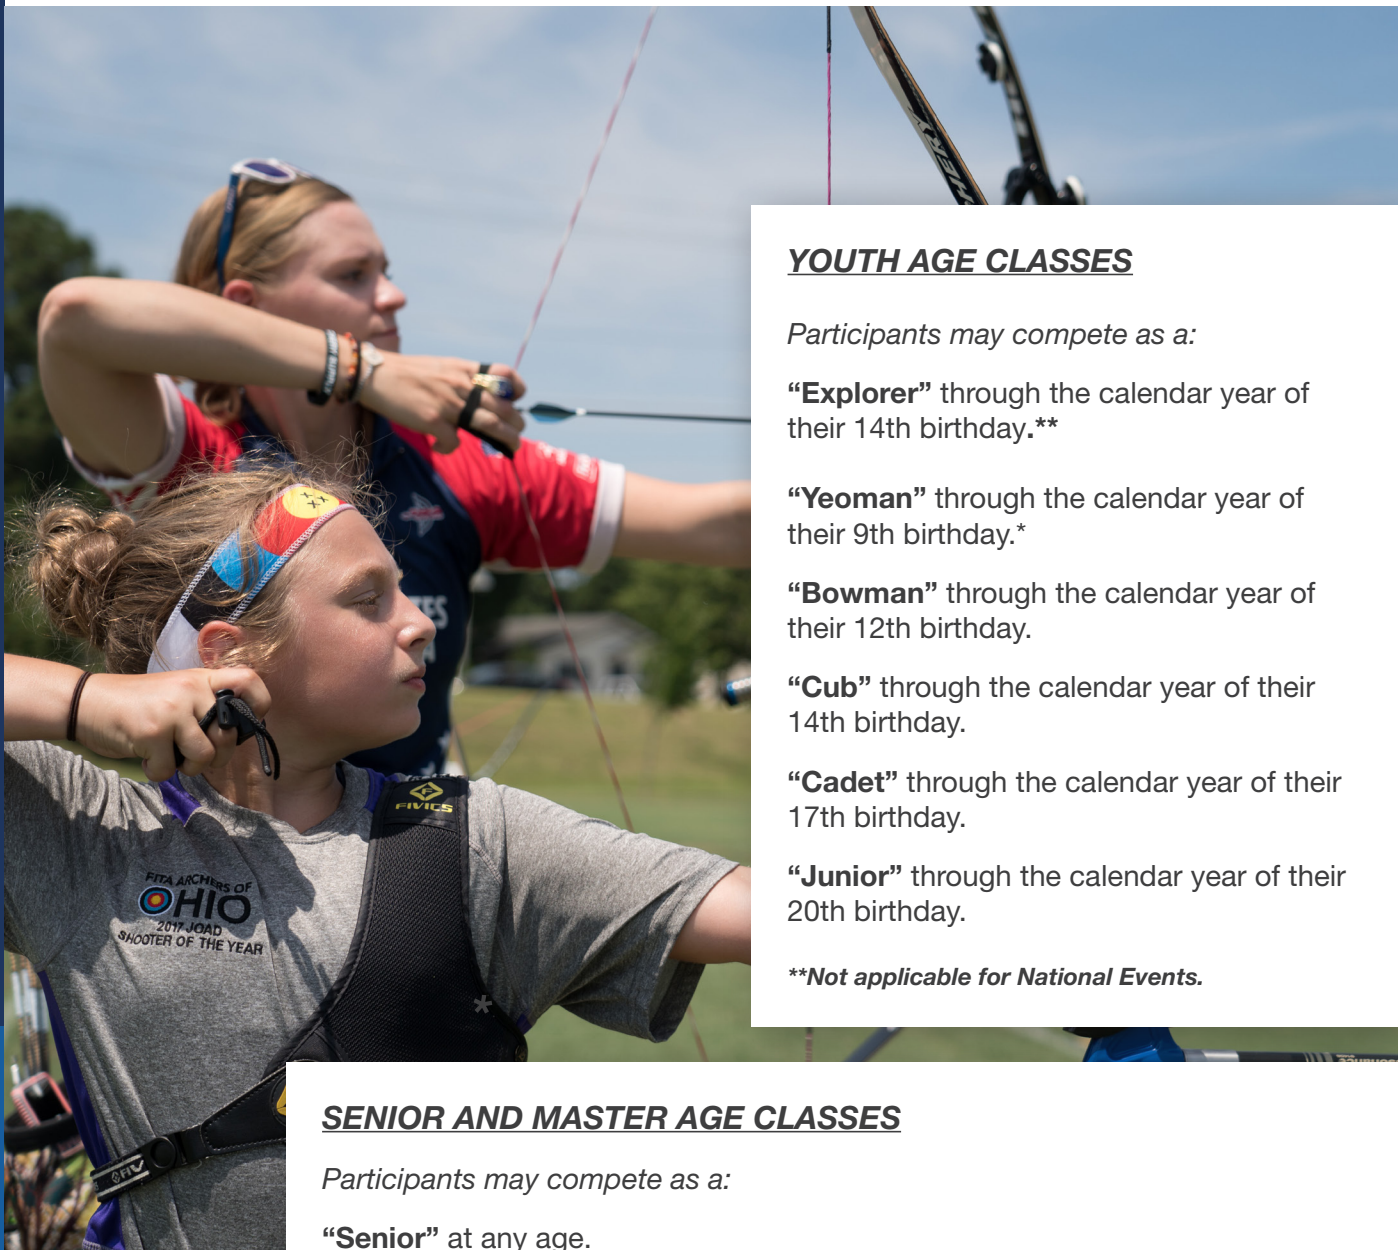 HERY
YOUTH AGE CLASSES
Participants may compete as a:
“Explorer” through the calendar year of
their 14th birthday.**
“Yeoman” through the calendar year of
their 9th birthday.*
“Bowman” through the calendar year of
their 12th birthday.
“Cub” through the calendar year of their
14th birthday.
“Cadet” through the calendar year of their
17th birthday.
“Junior” through the calendar year of their
20th birthday.
**Not applicable for National Events.
FIVICS
FITA ARCHERS OF
OHIO
2017 JOAD
SHOOTER OF THE YEAR
*
FIV
SENIOR AND MASTER AGE CLASSES
Participants may compete as a:
“Senior” at any age.